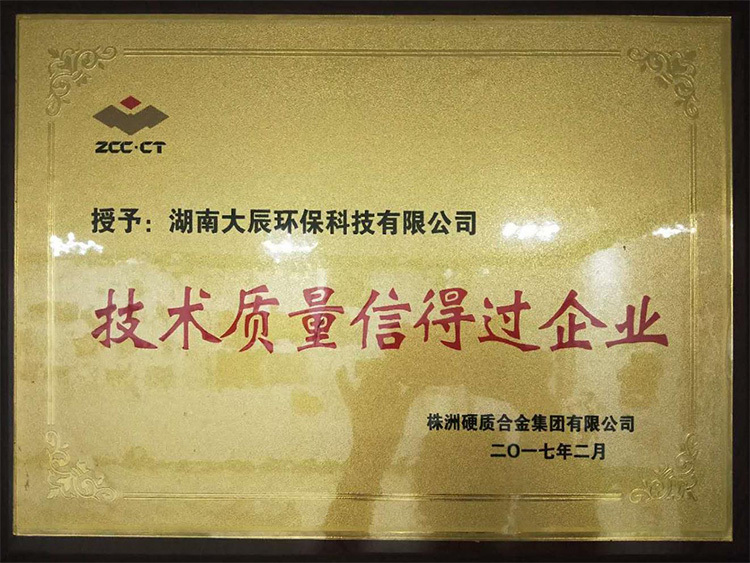 ZCC·CT
授予：湖南大辰环保科技有限公司
技术质量信得过企业
株洲硬质合金集团有限公司
二〇一七年二月